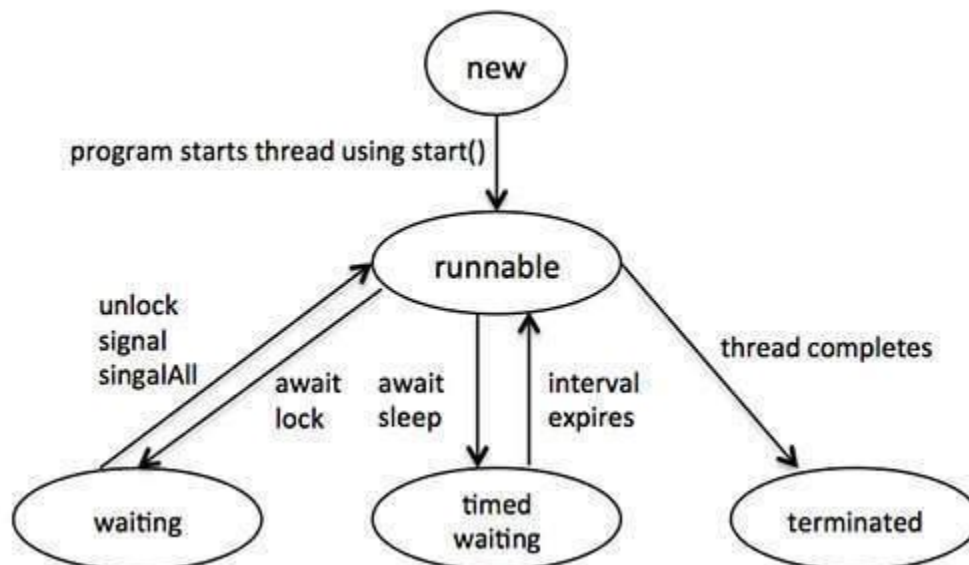 new
program starts thread using start()
runnable
unlock
signal
singalAll
await
lock
await
sleep
interval
expires
thread completes
waiting
timed
waiting
terminated